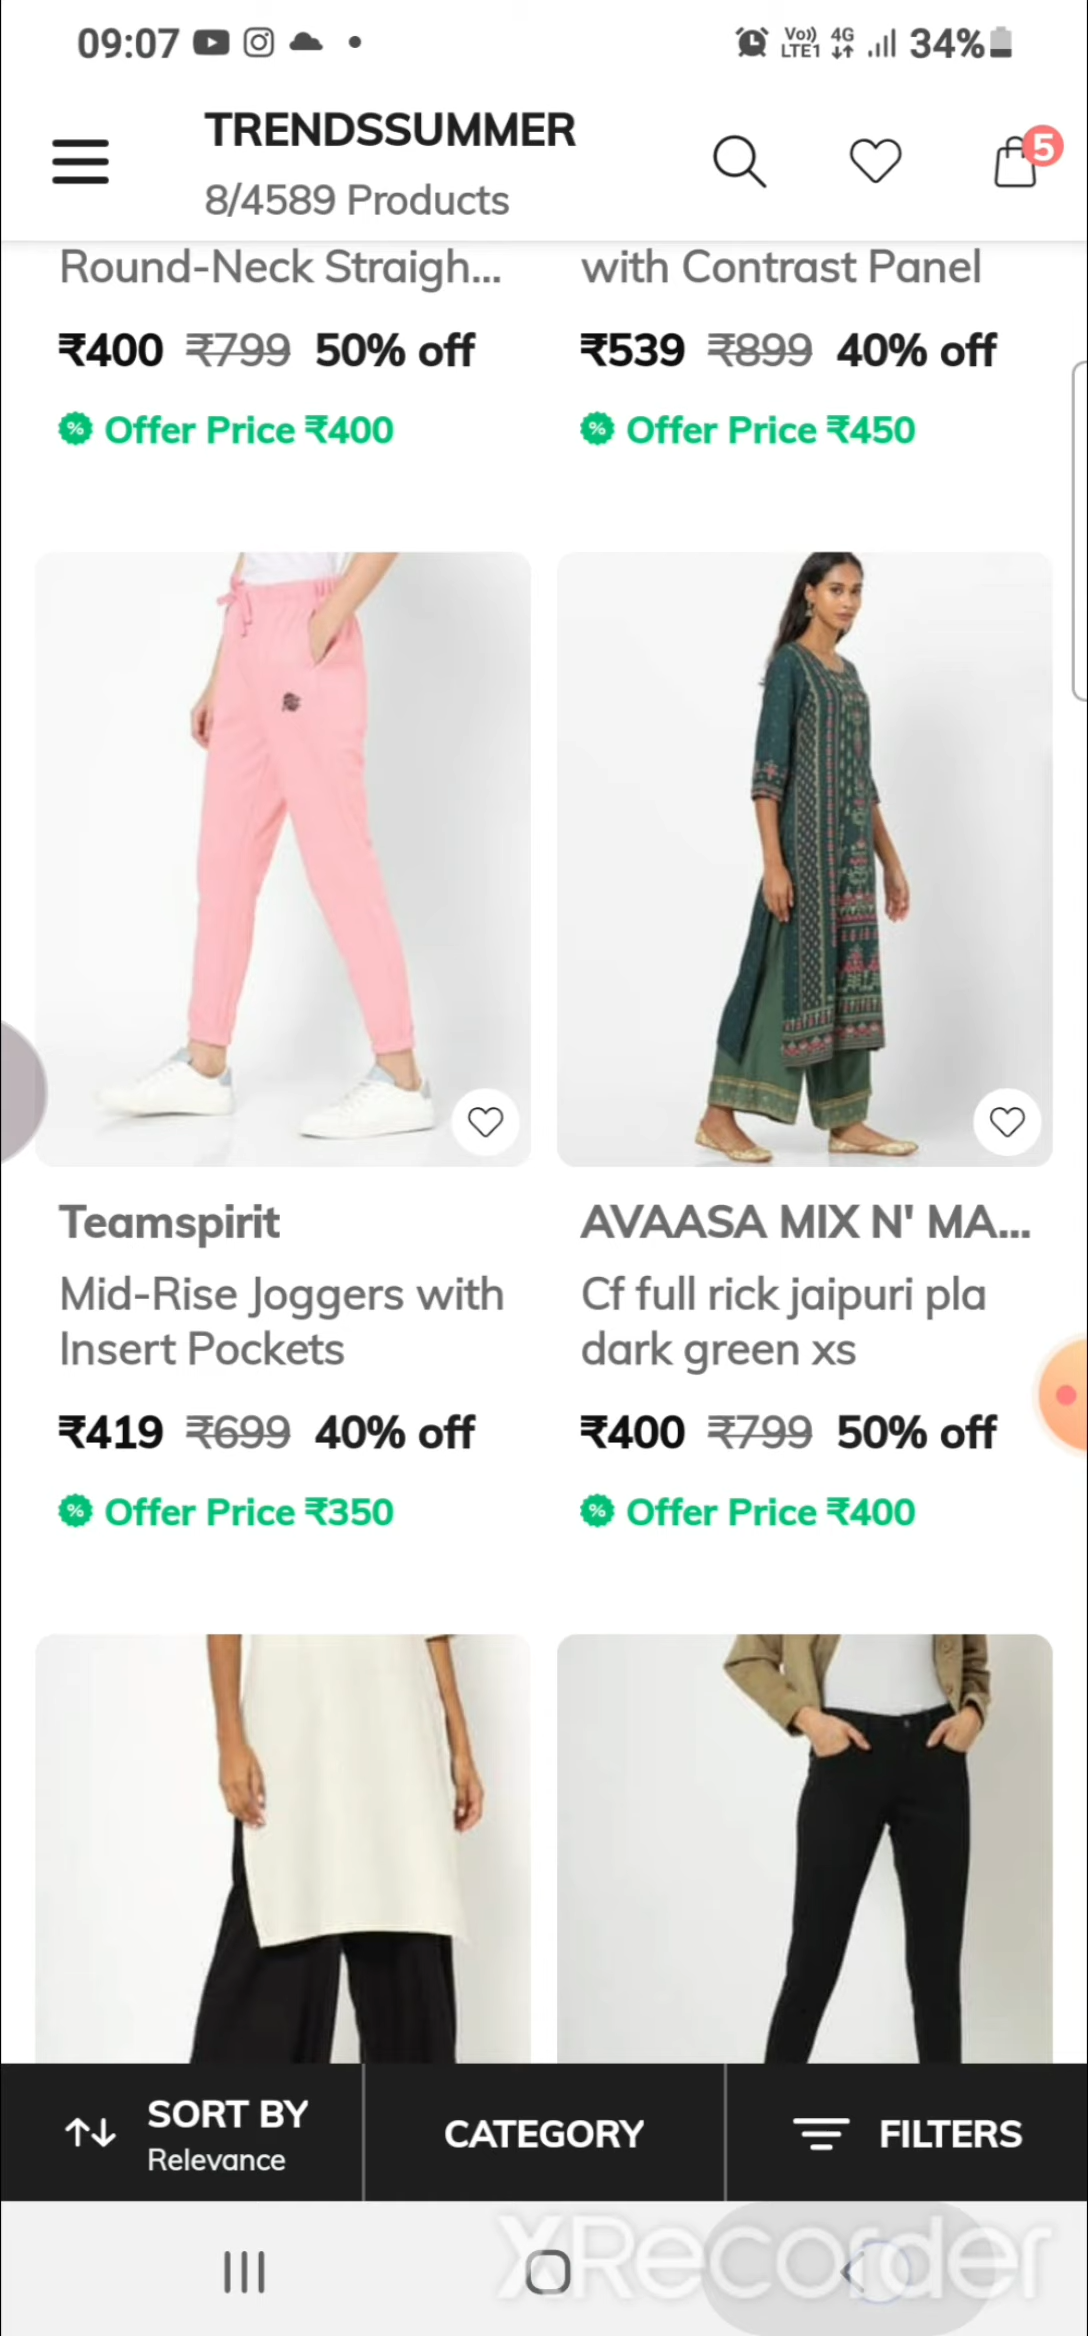 09:07
Vo)) LTE1 4G 34%
TRENDSSUMMER
8/4589 Products
5
Round-Neck Straigh...
₹400 ₹799 50% off
Offer Price ₹400
with Contrast Panel
₹539 ₹899 40% off
Offer Price ₹450
Teamspirit
Mid-Rise Joggers with
Insert Pockets
₹419 ₹699 40% off
Offer Price ₹350
AVAASA MIX N' MA...
Cf full rick jaipuri pla
dark green xs
₹400 ₹799 50% off
Offer Price ₹400
SORT BY
Relevance
CATEGORY
FILTERS
XRecorder